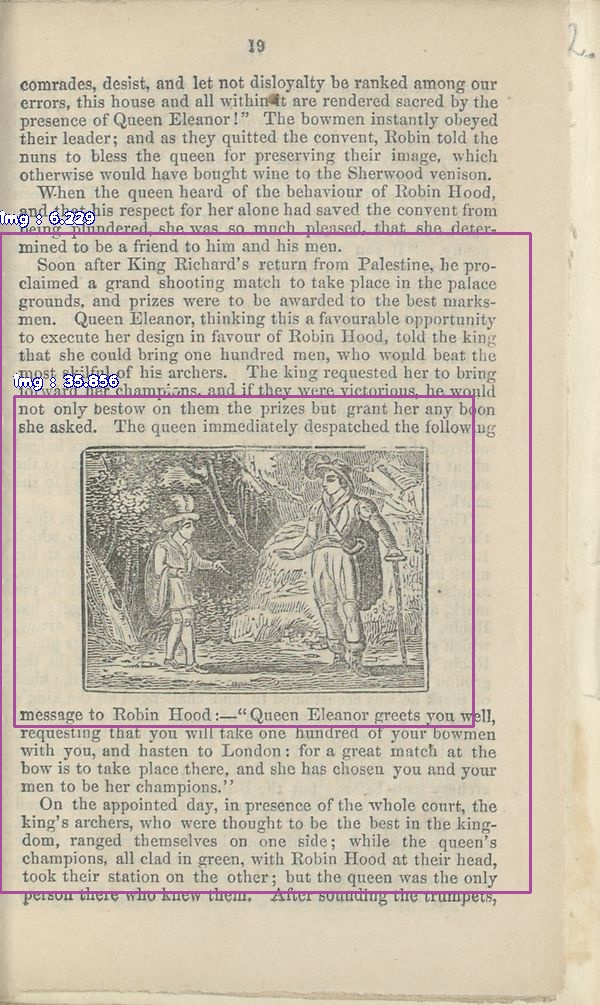 19
2
comrades, desist, and let not disloyalty be ranked among our
errors, this house and all within it are rendered sacred by the
presence of Queen Eleanor!" The bowmen instantly obeyed
their leader; and as they quitted the convent, Robin told the
nuns to bless the queen for preserving their image, which
otherwise would have bought wine to the Sherwood venison.
When the queen heard of the behaviour of Robin Hood,
and that his respect for her alone had saved the convent from
img : 6.229
being plundered, she was so much pleased, that she deter-
mined to be a friend to him and his men.
Soon after King Richard's return from Palestine, he pro-
claimed a grand shooting match to take place in the palace
grounds, and prizes were to be awarded to the best marks-
men. Queen Eleanor, thinking this a favourable opportunity
to execute her design in favour of Robin Hood, told the king
that she could bring one hundred men, who would beat the
most skilful of his archers. The king requested her to bring
img : 35.856
forward her champions, and if they were victorious, he would
not only bestow on them the prizes but grant her any boon
she asked. The queen immediately despatched the following
message to Robin Hood:—"Queen Eleanor greets you well,
requesting that you will take one hundred of your bowmen
with you, and hasten to London: for a great match at the
bow is to take place there, and she has chosen you and your
men to be her champions."
On the appointed day, in presence of the whole court, the
king's archers, who were thought to be the best in the king-
dom, ranged themselves on one side; while the queen's
champions, all clad in green, with Robin Hood at their head,
took their station on the other; but the queen was the only
person there who knew them. After sounding the trumpets,